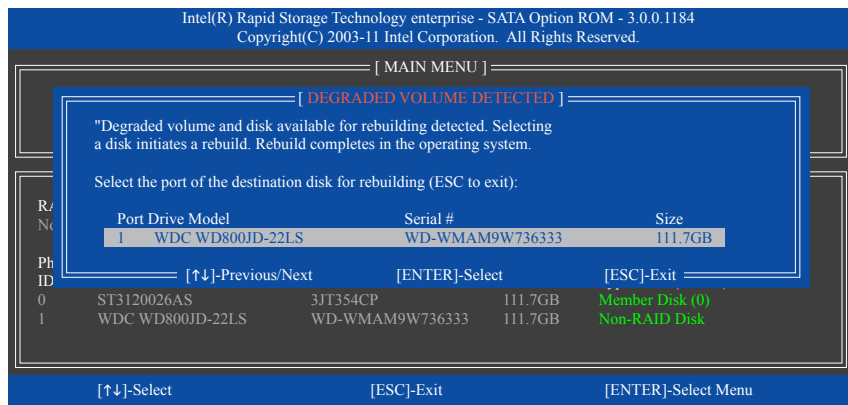 Intel(R) Rapid Storage Technology enterprise - SATA Option ROM - 3.0.0.1184
Copyright(C) 2003-11 Intel Corporation. All Rights Reserved.
[ MAIN MENU ]
[ DEGRADED VOLUME DETECTED ]
"Degraded volume and disk available for rebuilding detected. Selecting
a disk initiates a rebuild. Rebuild completes in the operating system.
Select the port of the destination disk for rebuilding (ESC to exit):
Port Drive Model Serial # Size
1 WDC WD800JD-22LS WD-WMAM9W736333 111.7GB
[↑↓]-Previous/Next [ENTER]-Select [ESC]-Exit
ID
0 ST3120026AS 3JT354CP 111.7GB Member Disk (0)
1 WDC WD800JD-22LS WD-WMAM9W736333 111.7GB Non-RAID Disk
[↑↓]-Select [ESC]-Exit [ENTER]-Select Menu